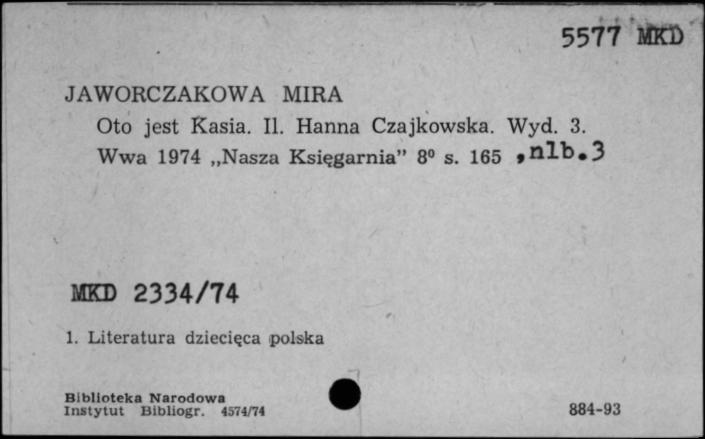 5577 MKD
JAWORCZAKOWA MIRA
Oto jest Kasia. Il. Hanna Czajkowska. Wyd. 3.
Wwa 1974 „Nasza Księgarnia” 8° s. 165 ,nlb.3
MKD 2334/74
1. Literatura dziecięca polska
Biblioteka Narodowa
Instytut Bibliogr. 4574/74
884-93